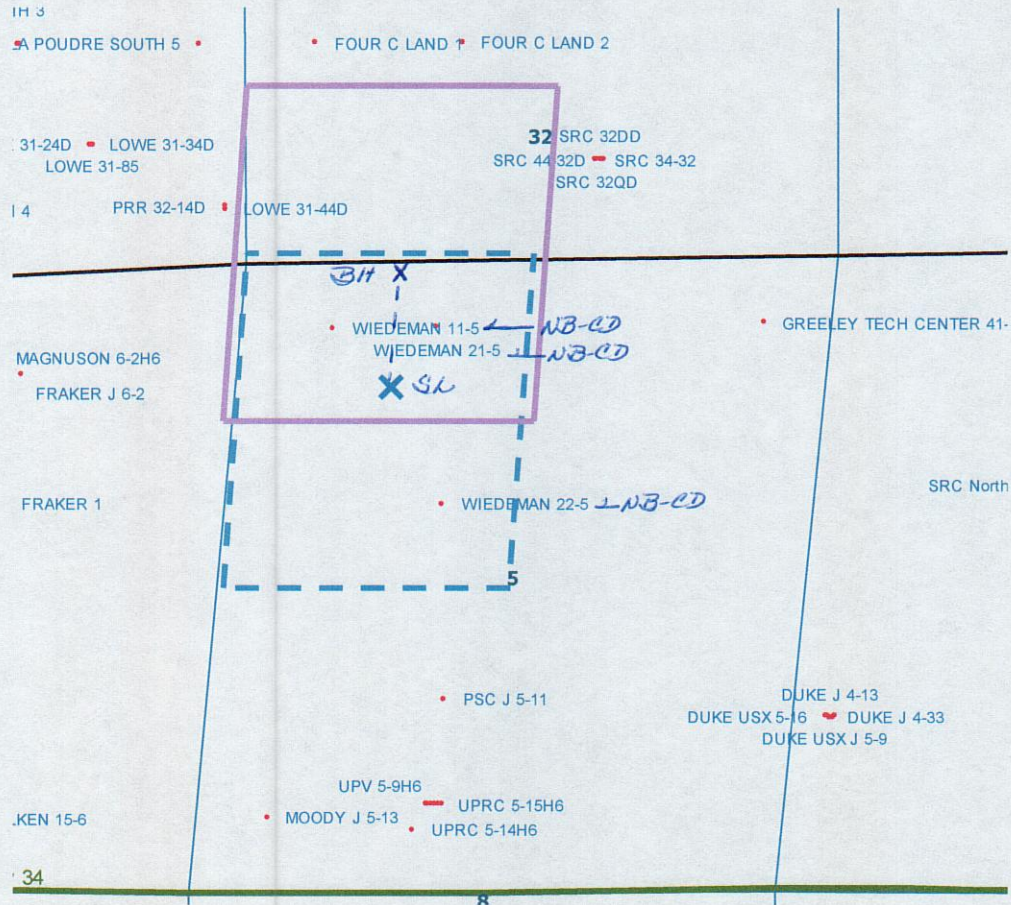 TH 3
LA POUDRE SOUTH 5
FOUR C LAND 1
FOUR C LAND 2
32
SRC 32DD
31-24D
LOWE 31-34D
SRC 44-32D
SRC 34-32
LOWE 31-85
SRC 32QD
PRR 32-14D
LOWE 31-44D
4
BH X
WIEDEMAN 11-5
NB-CD
GREELEY TECH CENTER 41-
WIEDEMAN 21-5
NB-CD
MAGNUSON 6-2H6
X SL
FRAKER J 6-2
FRAKER 1
WIEDEMAN 22-5
NB-CD
SRC North
5
PSC J 5-11
DUKE J 4-13
DUKE USX 5-16
DUKE J 4-33
DUKE USX J 5-9
UPV 5-9H6
UPRC 5-15H6
KEN 15-6
MOODY J 5-13
UPRC 5-14H6
34
8